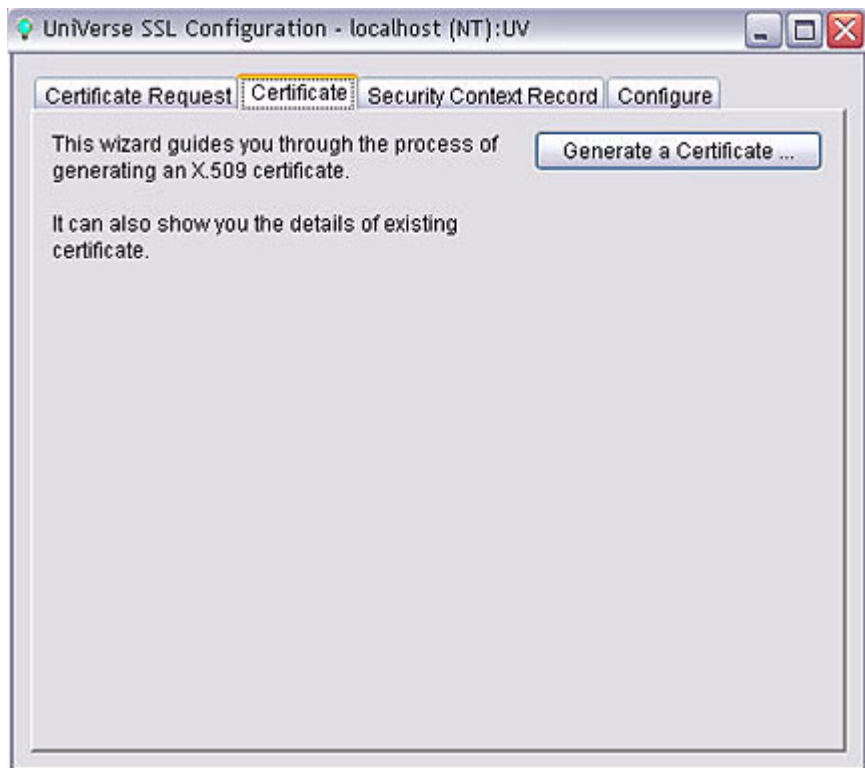 UniVerse SSL Configuration - localhost (NT):UV
Certificate Request Certificate Security Context Record Configure
This wizard guides you through the process of
generating an X.509 certificate.
Generate a Certificate ...
It can also show you the details of existing
certificate.